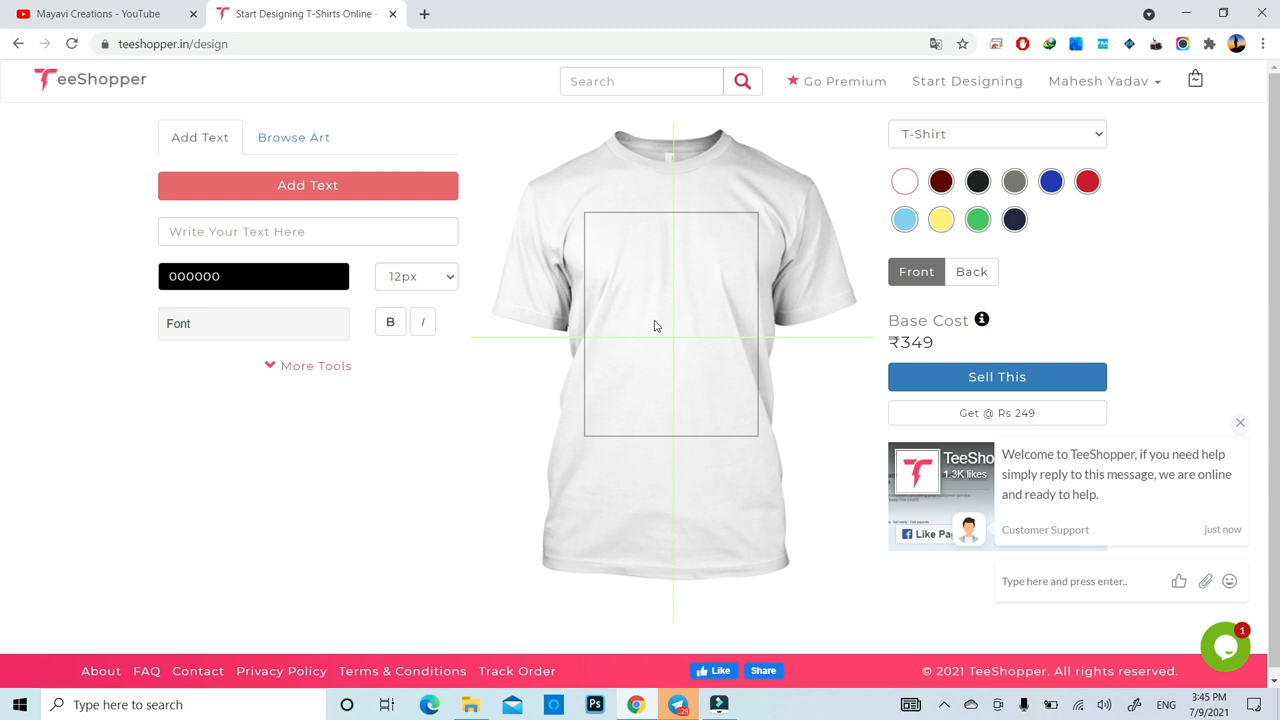 Mayavi Creations - YouTube
Start Designing T-Shirts Online -
teeshopper.in/design
TeeShopper
Search
Go Premium
Start Designing
Mahesh Yadav
Add Text
Browse Art
Add Text
Write Your Text Here
000000
12px
Font
B
I
More Tools
T-Shirt
Front
Back
Base Cost
₹349
Sell This
Get @ Rs 249
TeeSho
1.3K likes
Like Pa
Welcome to TeeShopper, if you need help
simply reply to this message, we are online
and ready to help.
Customer Support
just now
Type here and press enter..
1
About
FAQ
Contact
Privacy Policy
Terms & Conditions
Track Order
Like
Share
© 2021 TeeShopper. All rights reserved.
Type here to search
Ps
ENG
3:45 PM
7/9/2021